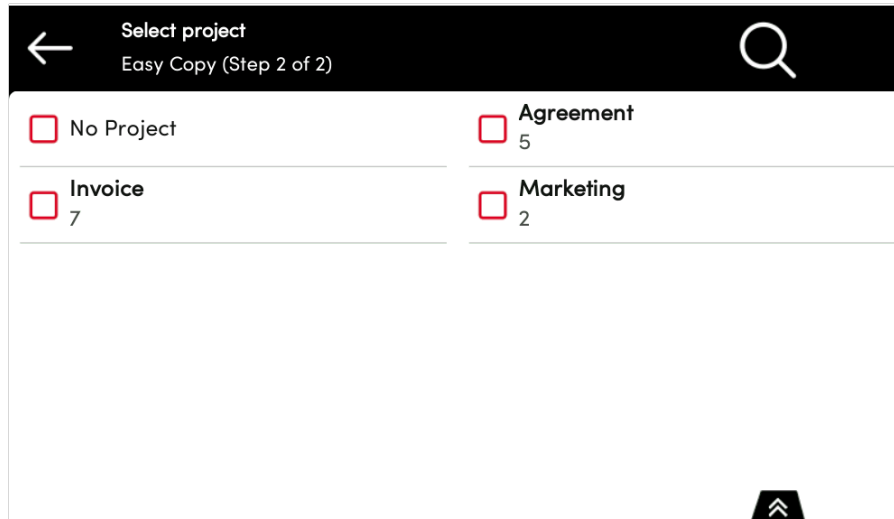 Select project
Easy Copy (Step 2 of 2)
No Project
Agreement
5
Invoice
7
Marketing
2